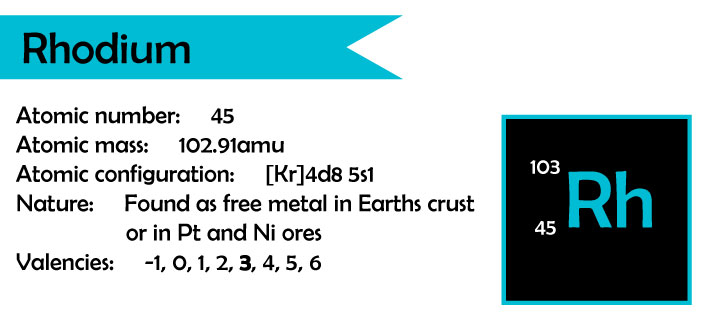 Rhodium
Atomic number: 45
Atomic mass: 102.91amu
Atomic configuration: [Kr]4d8 5s1
Nature: Found as free metal in Earths crust
or in Pt and Ni ores
Valencies: -1, 0, 1, 2, 3, 4, 5, 6
103
Rh
45